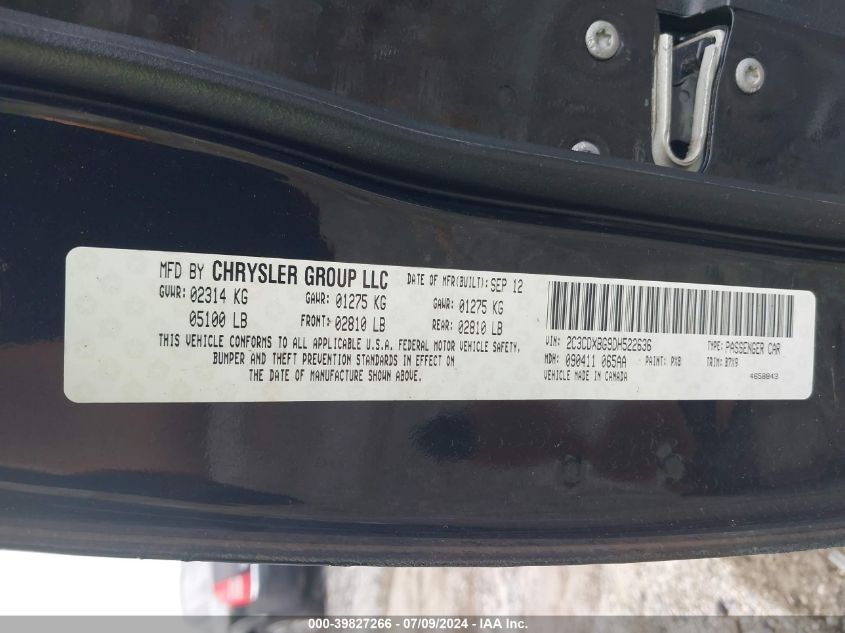 MFD BY CHRYSLER GROUP LLC DATE OF MFR(BUILT): SEP 12
GVWR: 02314 KG GAWR: 01275 KG GAWR: 01275 KG
05100 LB FRONT: 02810 LB REAR: 02810 LB
THIS VEHICLE CONFORMS TO ALL APPLICABLE U.S.A. FEDERAL MOTOR VEHICLE SAFETY,
BUMPER AND THEFT PREVENTION STANDARDS IN EFFECT ON
THE DATE OF MANUFACTURE SHOWN ABOVE.
VIN: 2C3CDXBG9DH522636 TYPE: PASSENGER CAR
MDH: 090411 065AA PAINT: PX8 TRIM: B7X9
VEHICLE MADE IN CANADA 4658843
000-39827266 - 07/09/2024 - IAAI Inc.